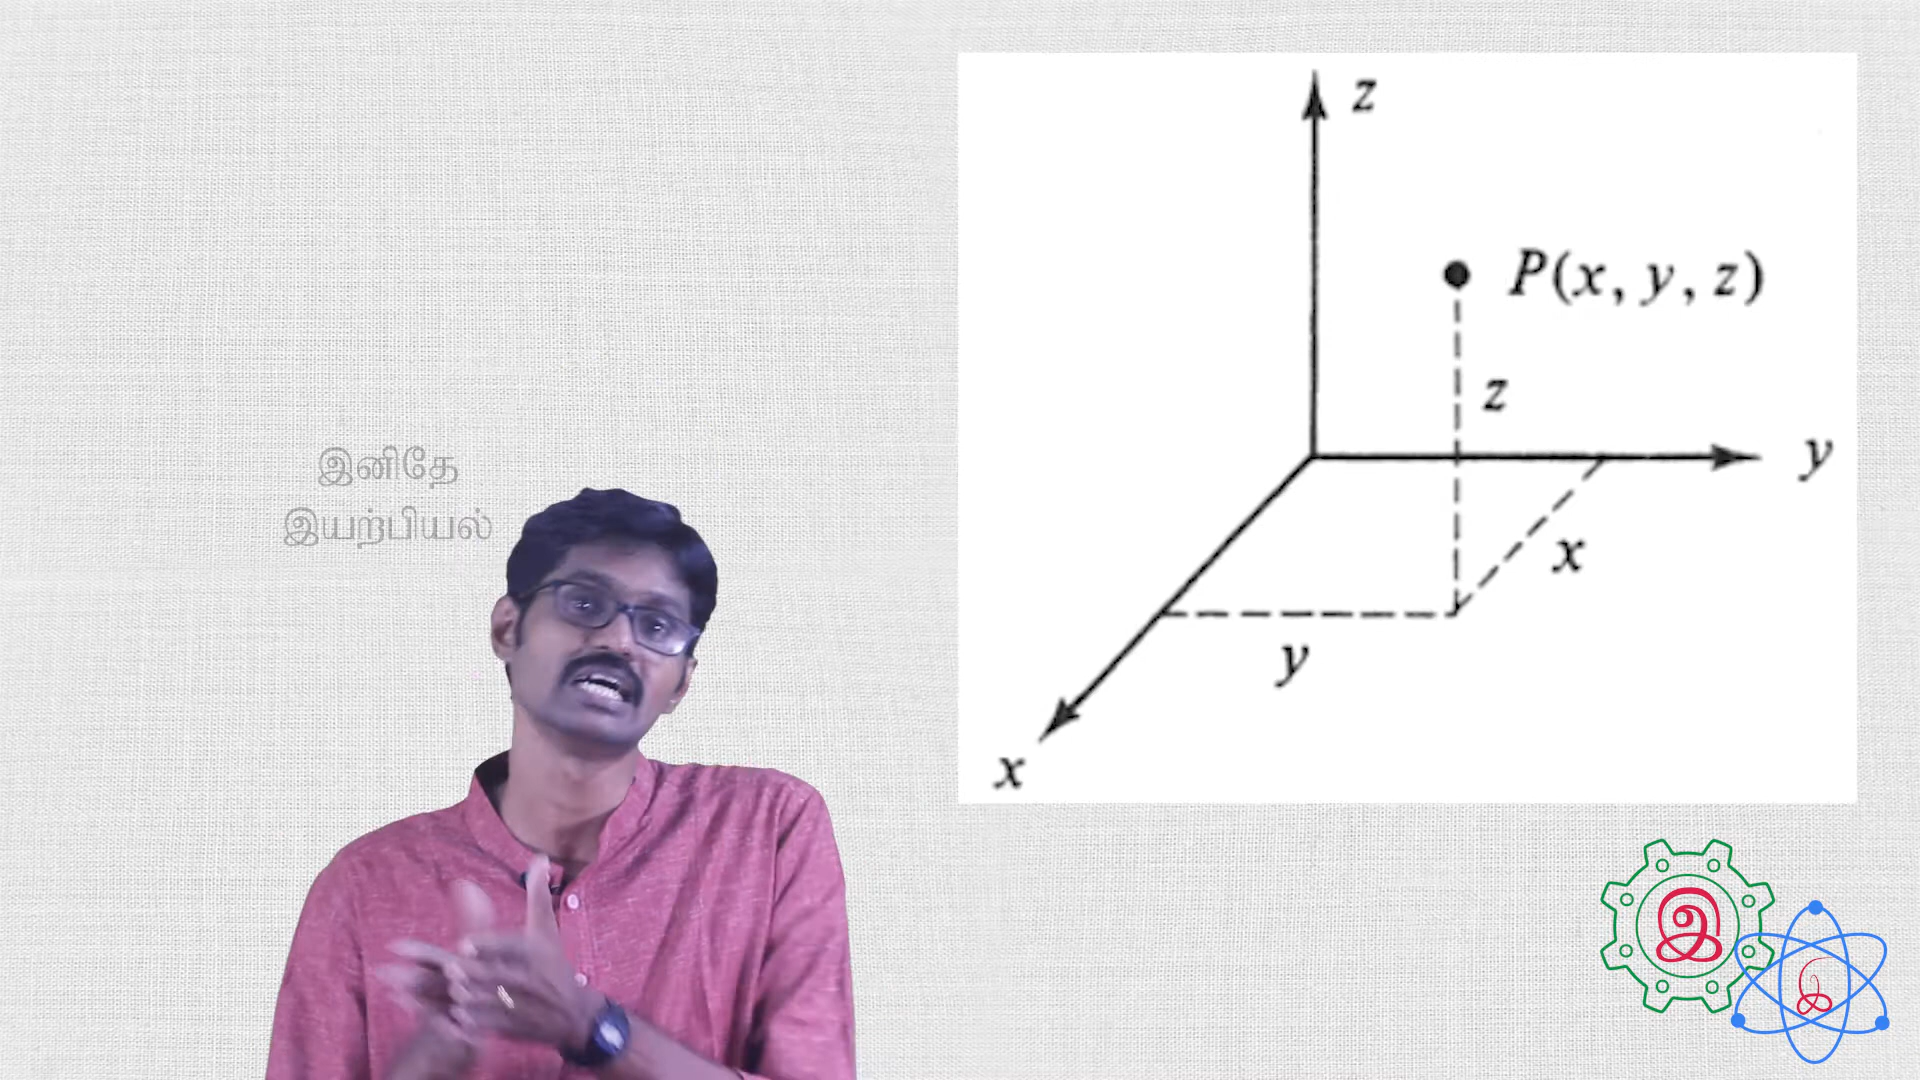 இனிதே
இயற்பியல்
z
P(x, y, z)
z
y
x
y
x
இ
இ